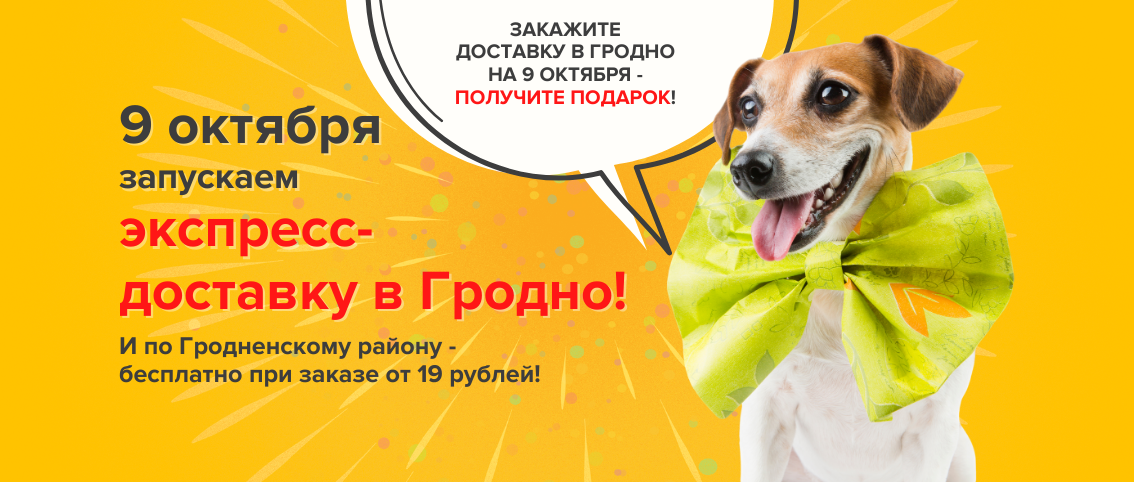 ЗАКАЖИТЕ
ДОСТАВКУ В ГРОДНО
НА 9 ОКТЯБРЯ -
ПОЛУЧИТЕ ПОДАРОК!
9 октября
запускаем
экспресс-
доставку в Гродно!
И по Гродненскому району -
бесплатно при заказе от 19 рублей!